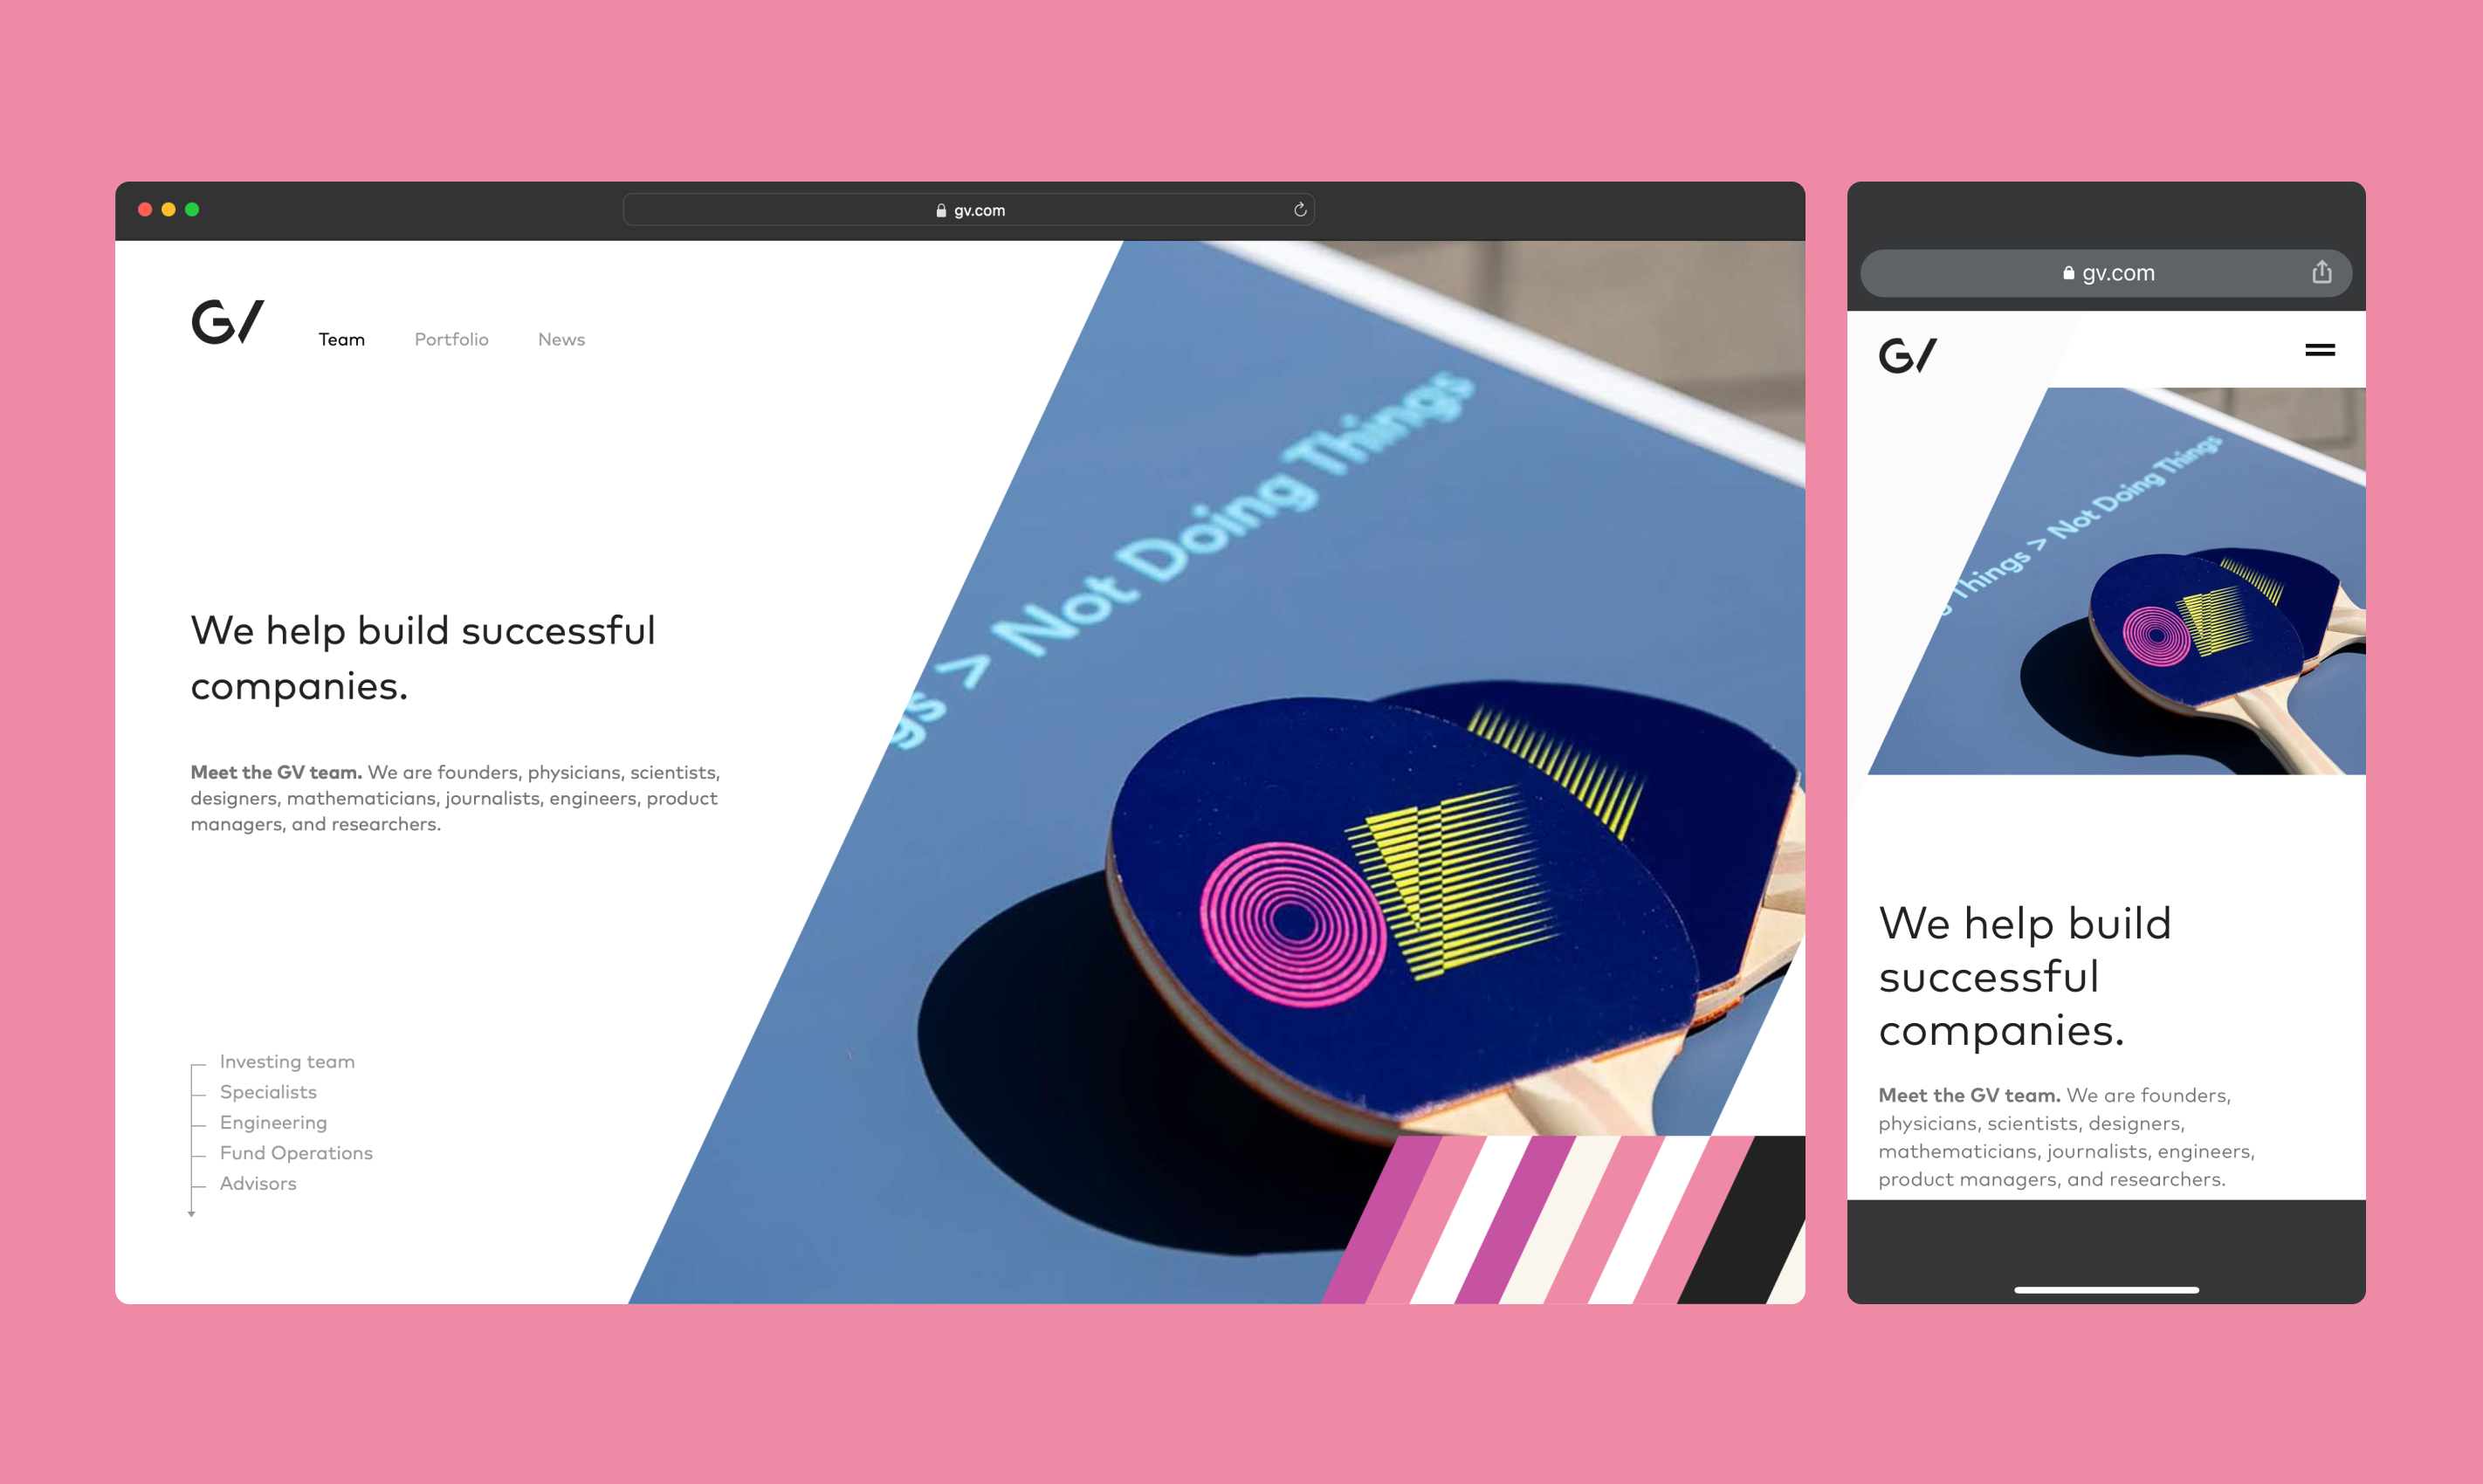 gv.com
GV
Team
Portfolio
News
gs > Not Doing Things
We help build successful
companies.
Meet the GV team. We are founders, physicians, scientists,
designers, mathematicians, journalists, engineers, product
managers, and researchers.
Investing team
Specialists
Engineering
Fund Operations
Advisors
gv.com
GV
g Things > Not Doing Things
We help build
successful
companies.
Meet the GV team. We are founders,
physicians, scientists, designers,
mathematicians, journalists, engineers,
product managers, and researchers.